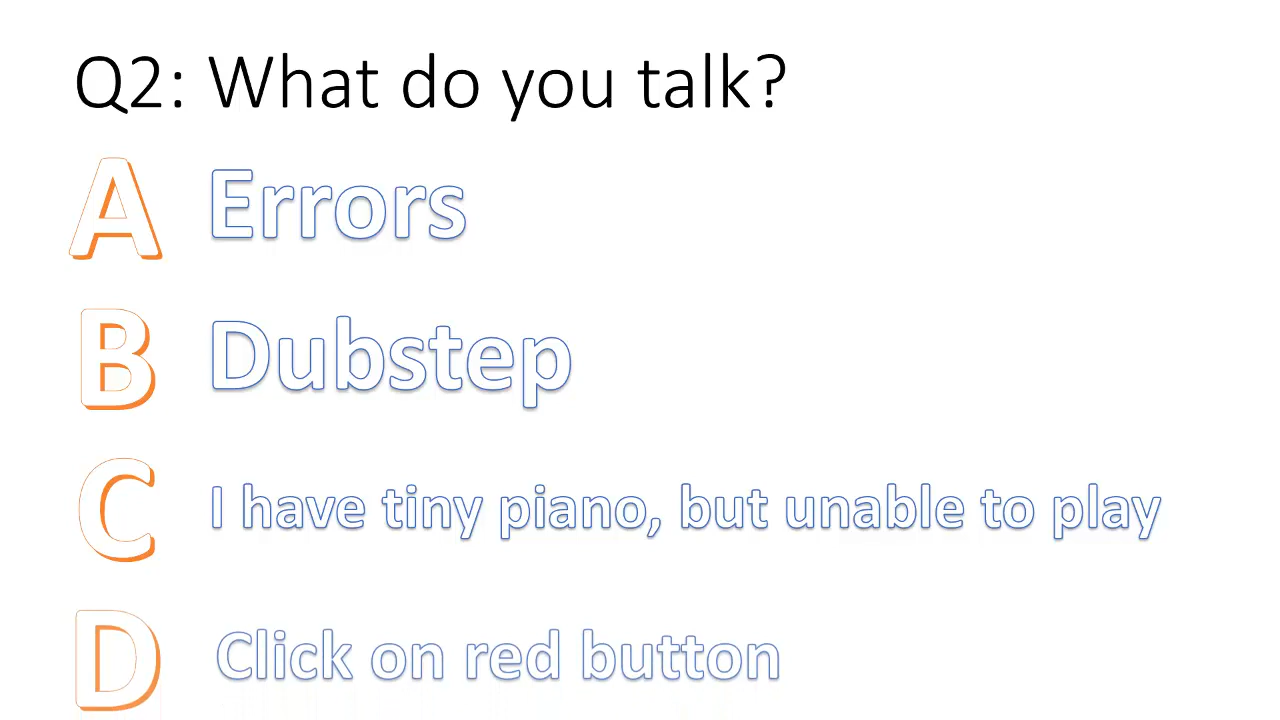 Q2: What do you talk?
A Errors
B Dubstep
C I have tiny piano, but unable to play
D Click on red button